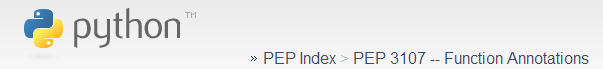 python™
» PEP Index > PEP 3107 -- Function Annotations